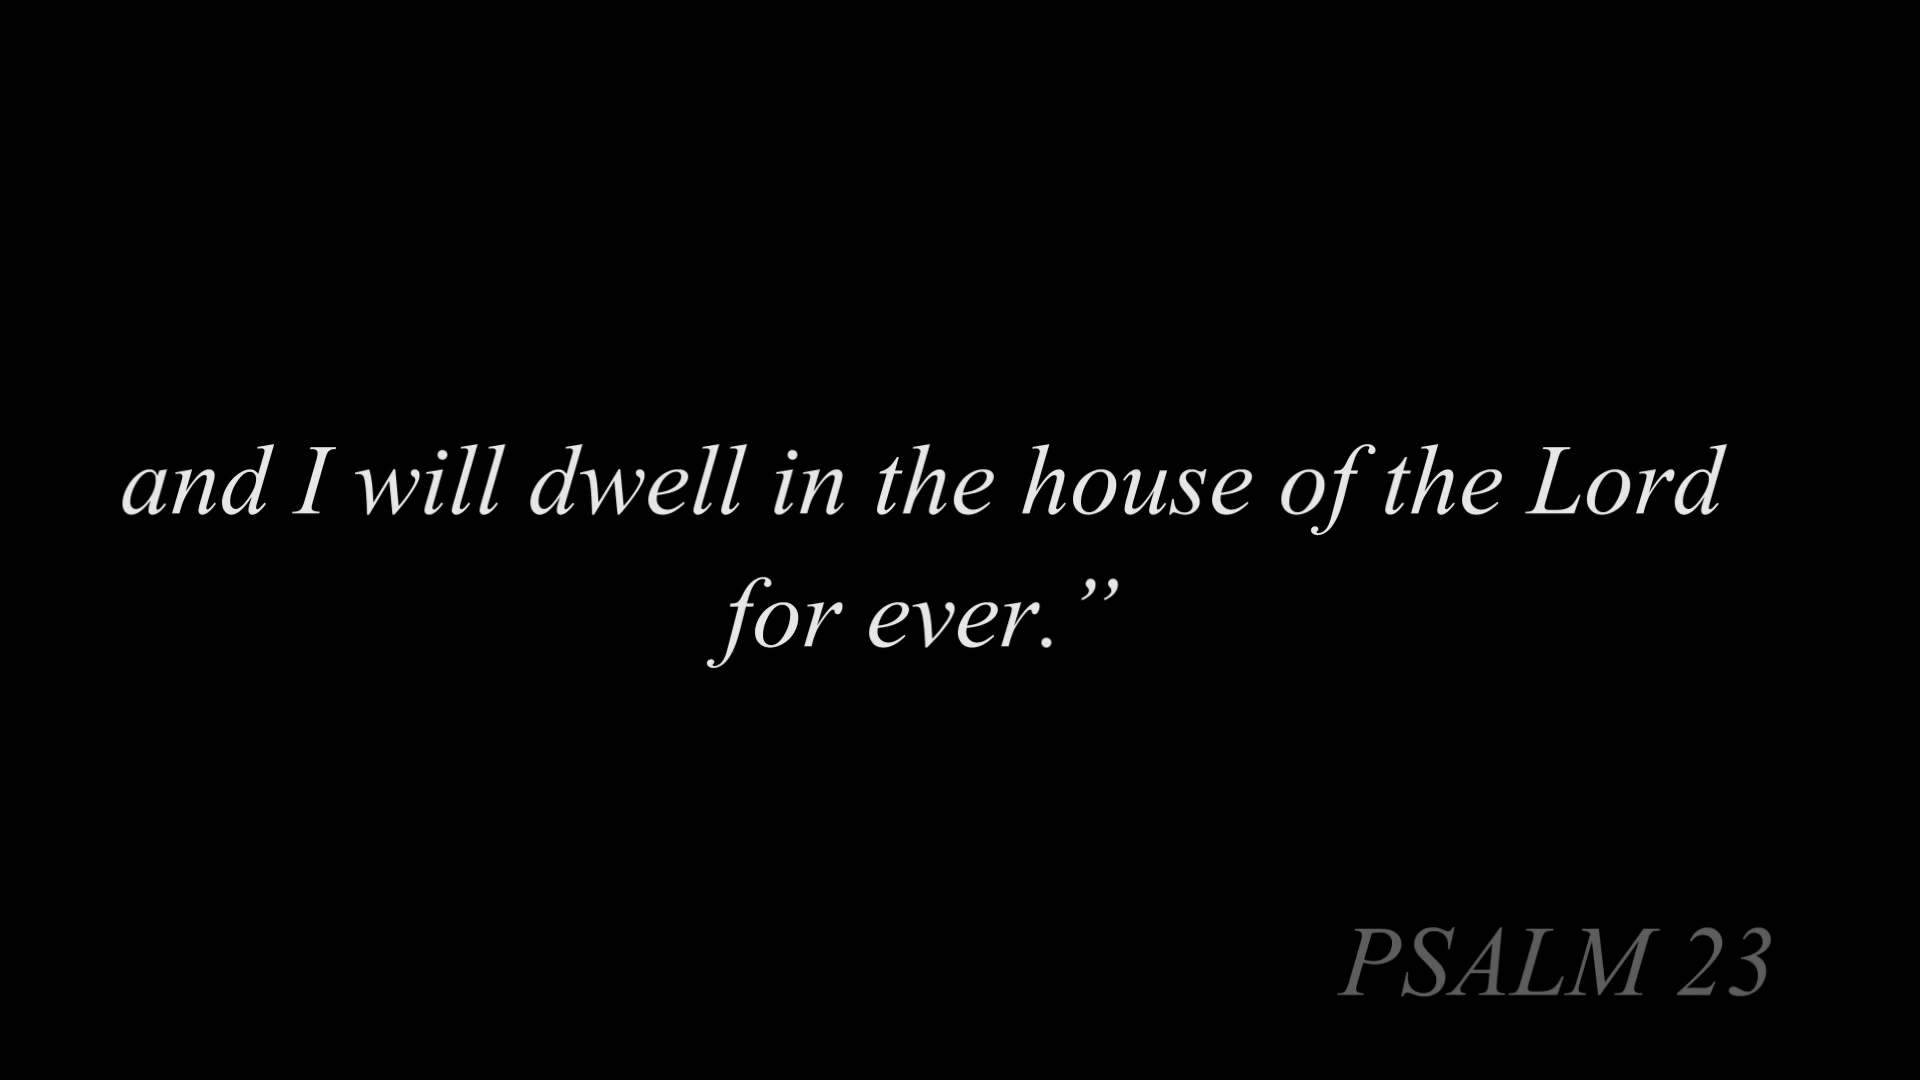 and I will dwell in the house of the Lord
for ever.’’
PSALM 23